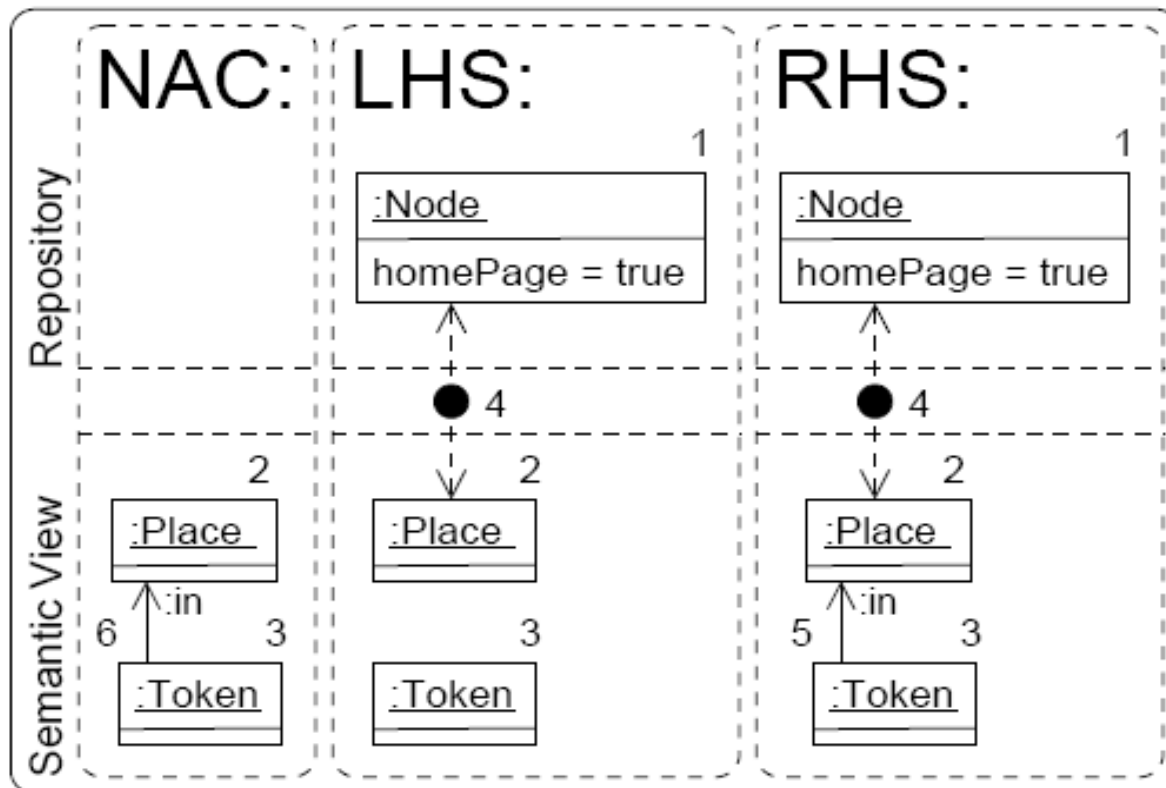 NAC:
LHS:
RHS:
Repository
1
:Node
homePage = true
1
:Node
homePage = true
4
4
Semantic View
2
:Place
:in
6
3
:Token
2
:Place
3
:Token
2
:Place
:in
5
3
:Token